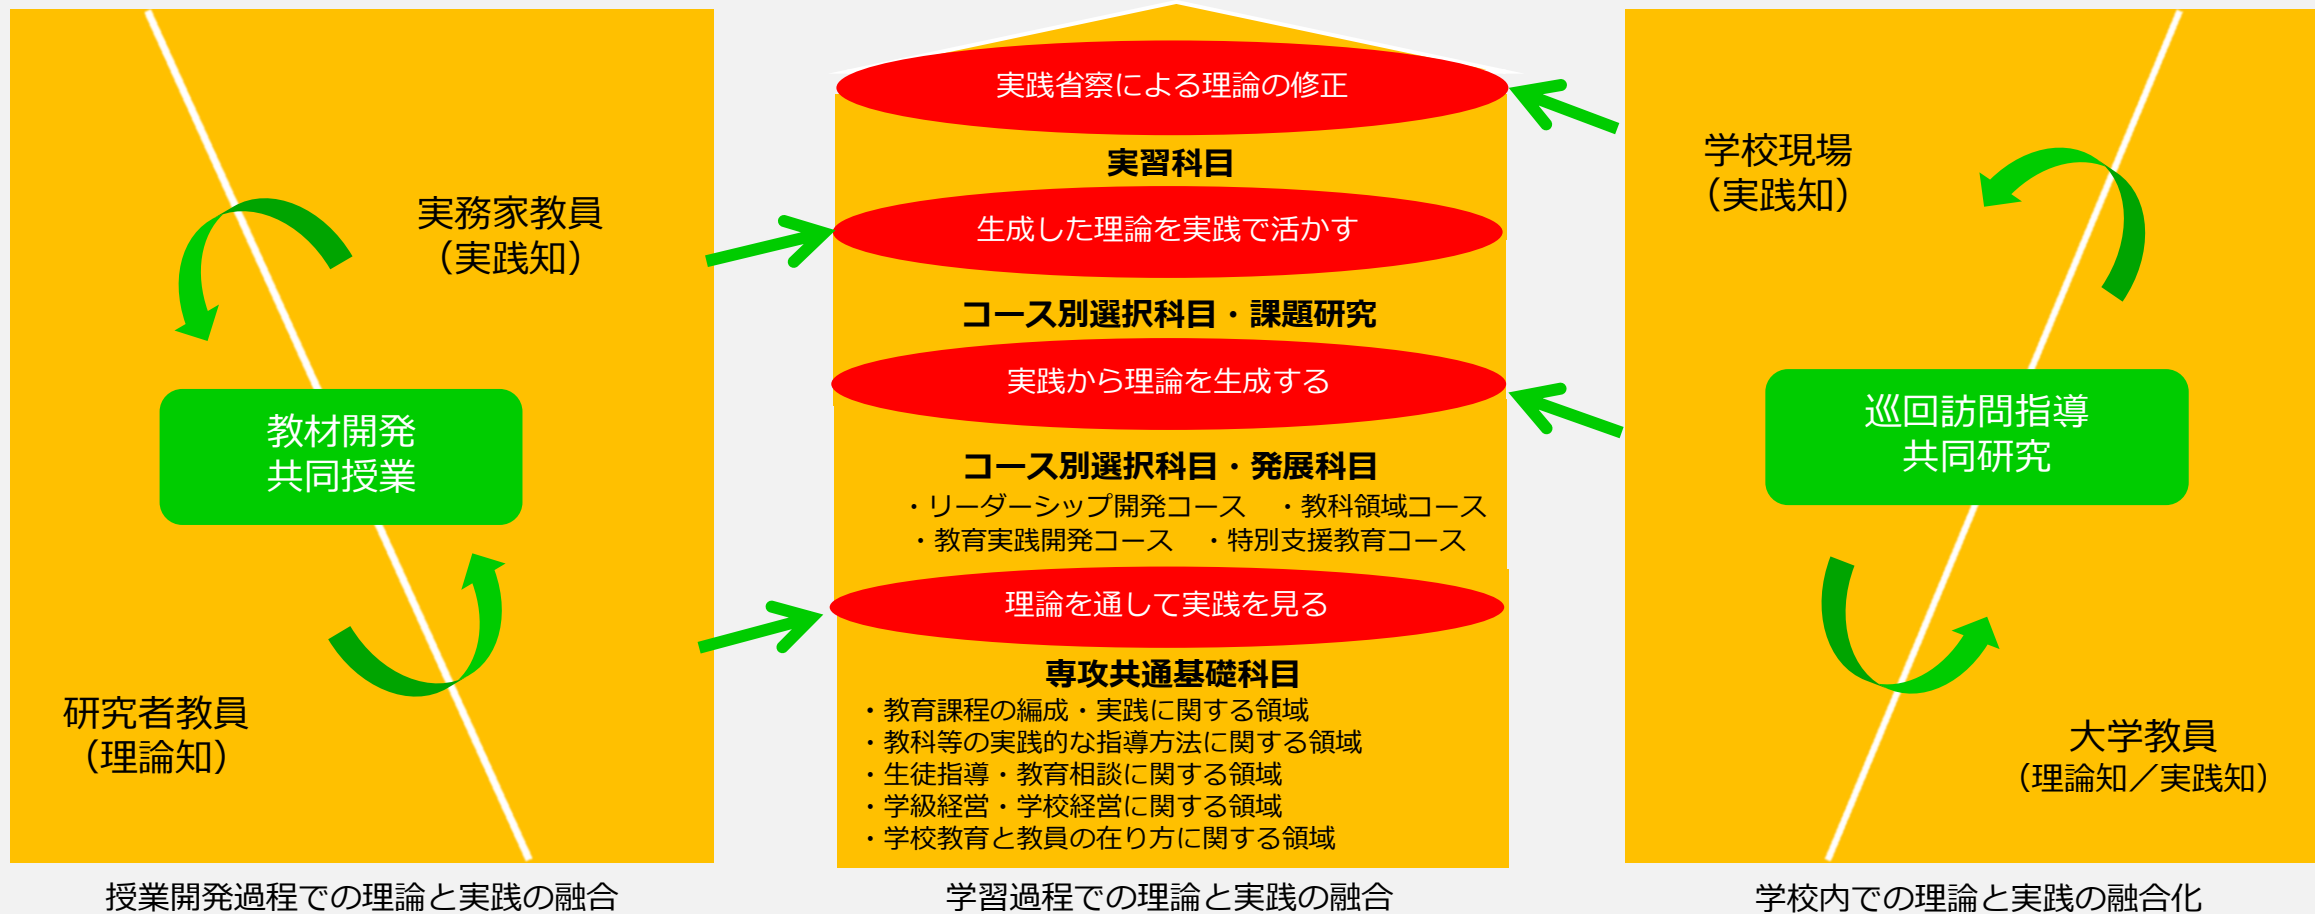 実務家教員
（実践知）
教材開発
共同授業
研究者教員
（理論知）
授業開発過程での理論と実践の融合
実践省察による理論の修正
実習科目
生成した理論を実践で活かす
コース別選択科目・課題研究
実践から理論を生成する
コース別選択科目・発展科目
・リーダーシップ開発コース　・教科領域コース
・教育実践開発コース　・特別支援教育コース
理論を通して実践を見る
専攻共通基礎科目
・教育課程の編成・実践に関する領域
・教科等の実践的な指導方法に関する領域
・生徒指導・教育相談に関する領域
・学級経営・学校経営に関する領域
・学校教育と教員の在り方に関する領域
学習過程での理論と実践の融合
学校現場
（実践知）
巡回訪問指導
共同研究
大学教員
（理論知／実践知）
学校内での理論と実践の融合化